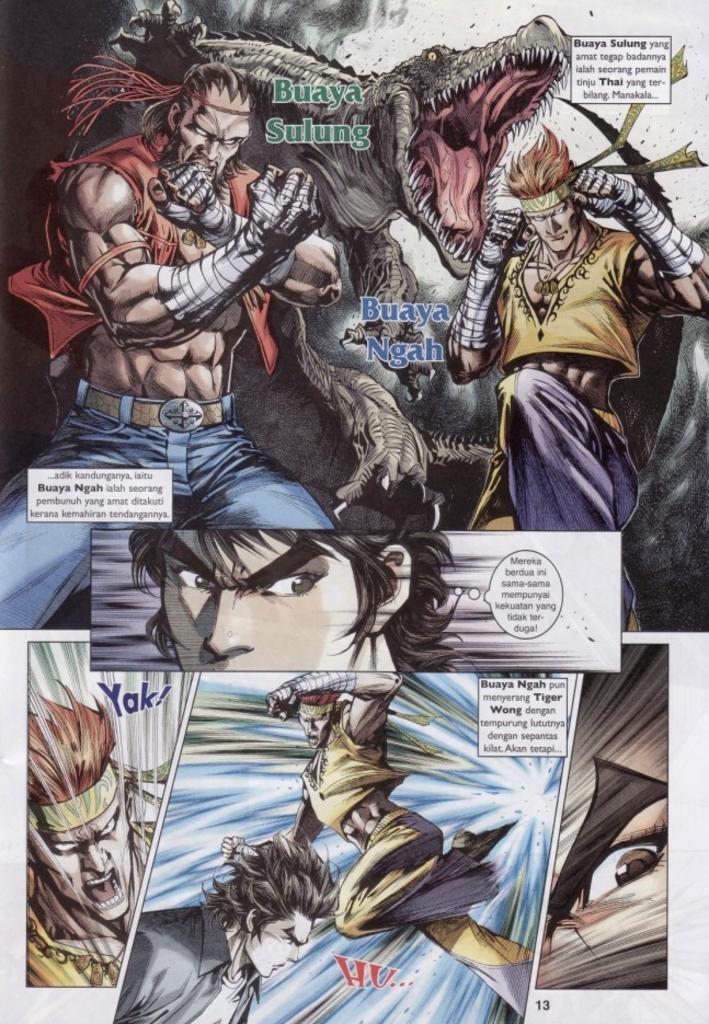 Buaya Sulung yang
amat tegap badannya
ialah seorang pemain
tinju Thai yang ter-
bilang. Manakala...
Buaya
Sulung
Buaya
Ngah
...adik kandunganya, iaitu
Buaya Ngah ialah seorang
pembunuh yang amat ditakuti
kerana kemahiran tendangannya.
Mereka
berdua ini
sama-sama
mempunyai
kekuatan yang
tidak ter-
duga!
Yak!
Buaya Ngah pun
menyerang Tiger
Wong dengan
tempurung lututnya
dengan sepantas
kilat. Akan tetapi...
HU...
13